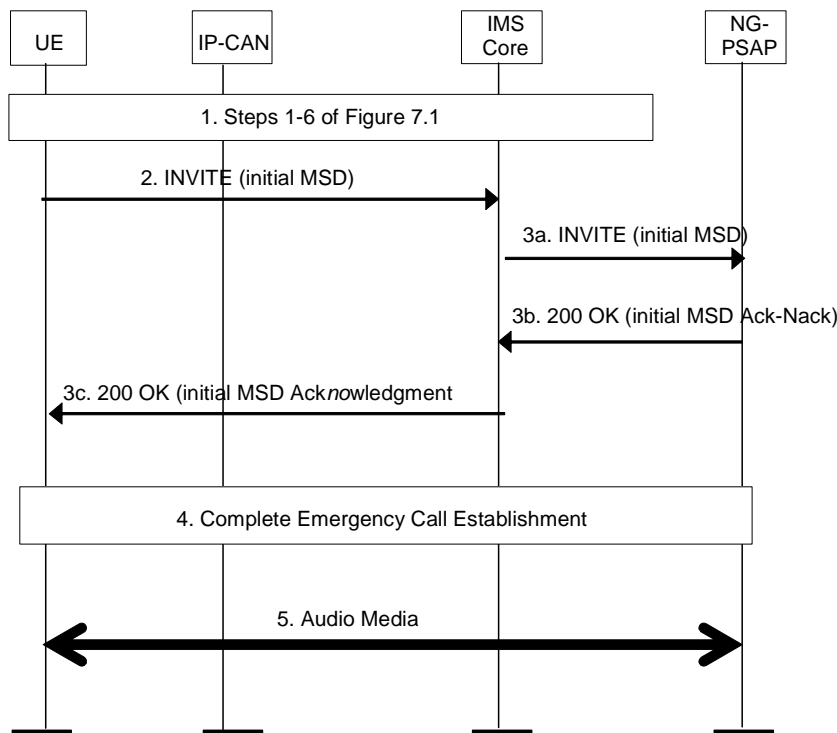 UE
IP-CAN
IMS
Core
NG-
PSAP
1. Steps 1-6 of Figure 7.1
2. INVITE (initial MSD)
3a. INVITE (initial MSD)
3b. 200 OK (initial MSD Ack-Nack)
3c. 200 OK (initial MSD Acknowledgment
4. Complete Emergency Call Establishment
5. Audio Media